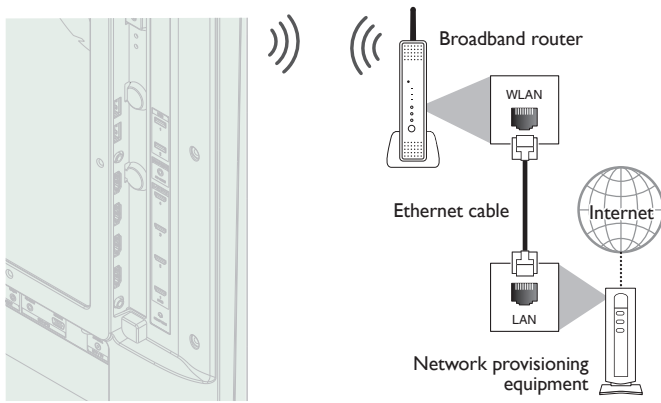 Broadband router
WLAN
Ethernet cable
Internet
LAN
Network provisioning
equipment